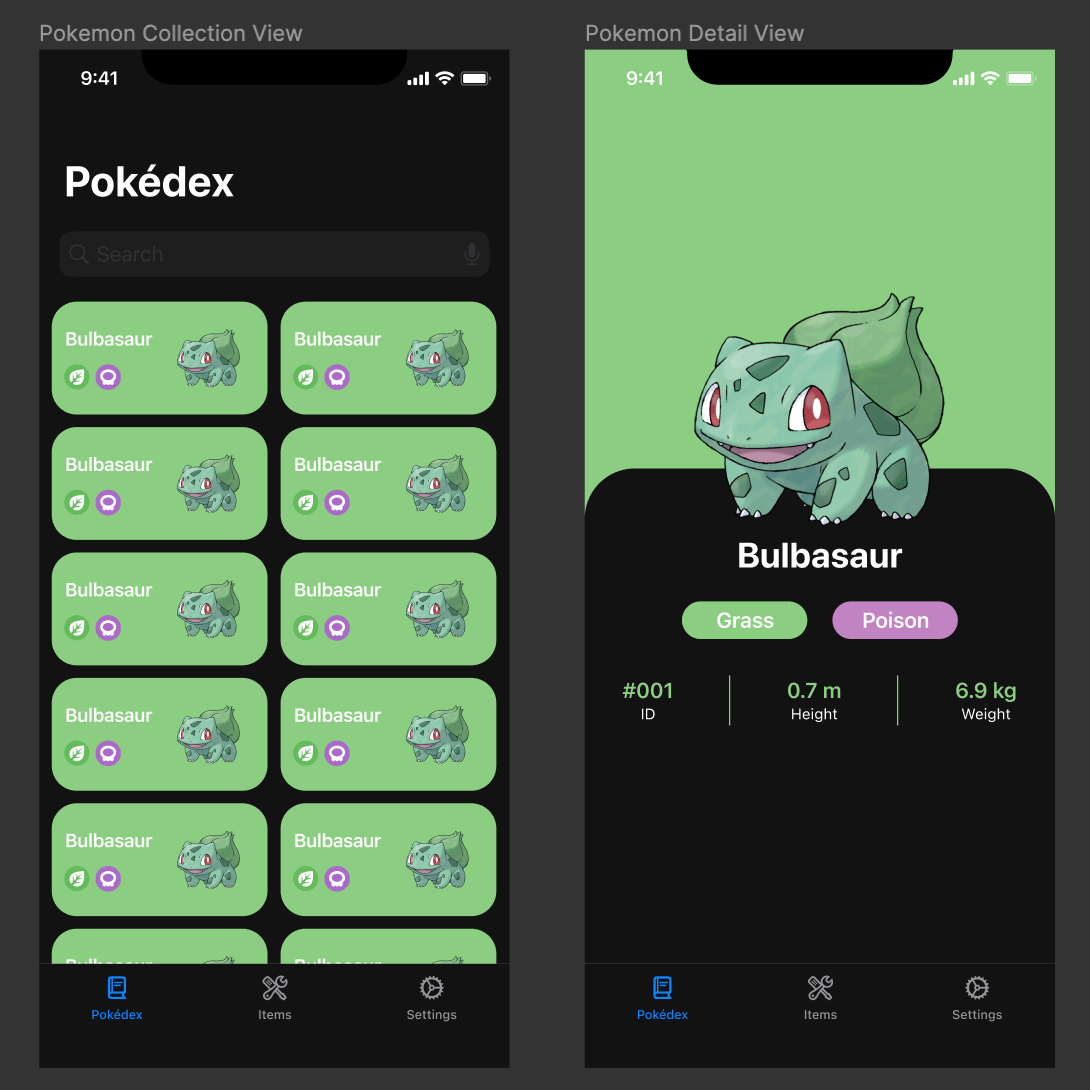 Pokemon Collection View
9:41
Pokédex
Search
Bulbasaur
Bulbasaur
Bulbasaur
Bulbasaur
Bulbasaur
Bulbasaur
Bulbasaur
Bulbasaur
Bulbasaur
Bulbasaur
Bulbasaur
Bulbasaur
Pokédex
Items
Settings
Pokemon Detail View
9:41
Bulbasaur
Grass
Poison
#001
ID
0.7 m
Height
6.9 kg
Weight
Pokédex
Items
Settings